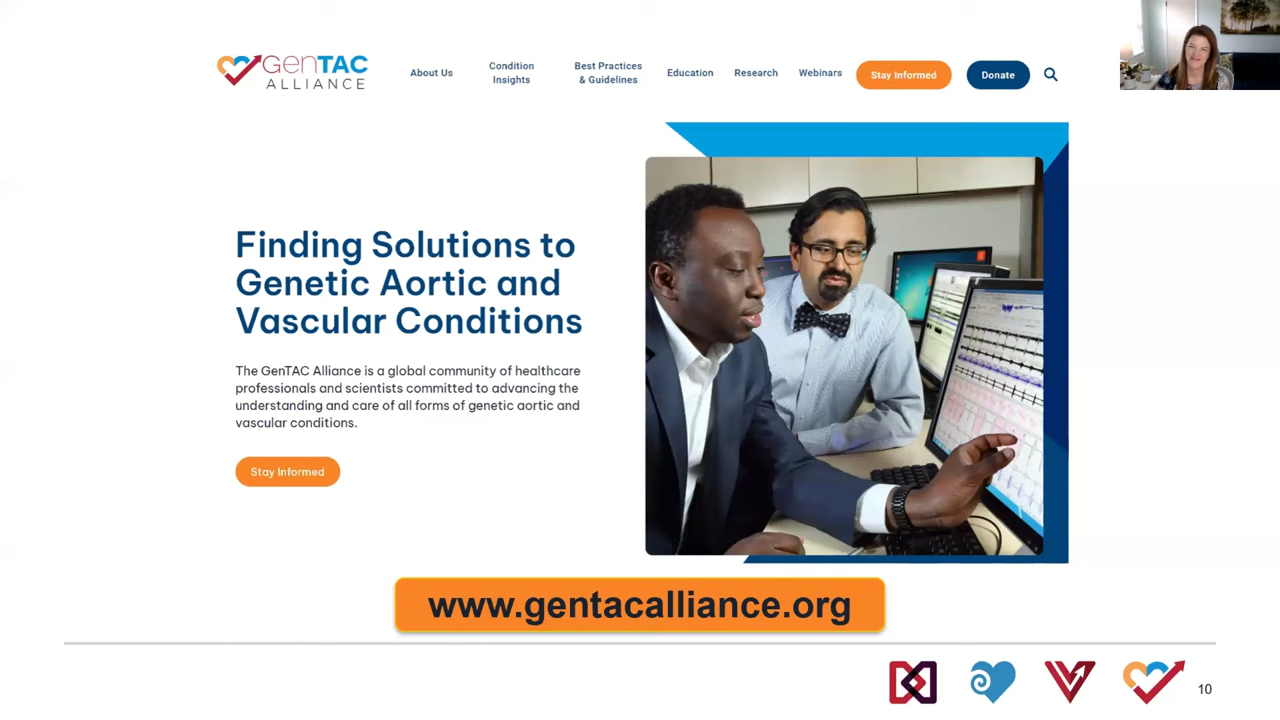 GenTAC
ALLIANCE
About Us
Condition
Insights
Best Practices
& Guidelines
Education
Research
Webinars
Stay Informed
Donate
Finding Solutions to
Genetic Aortic and
Vascular Conditions
The GenTAC Alliance is a global community of healthcare
professionals and scientists committed to advancing the
understanding and care of all forms of genetic aortic and
vascular conditions.
Stay Informed
www.gentacalliance.org
10